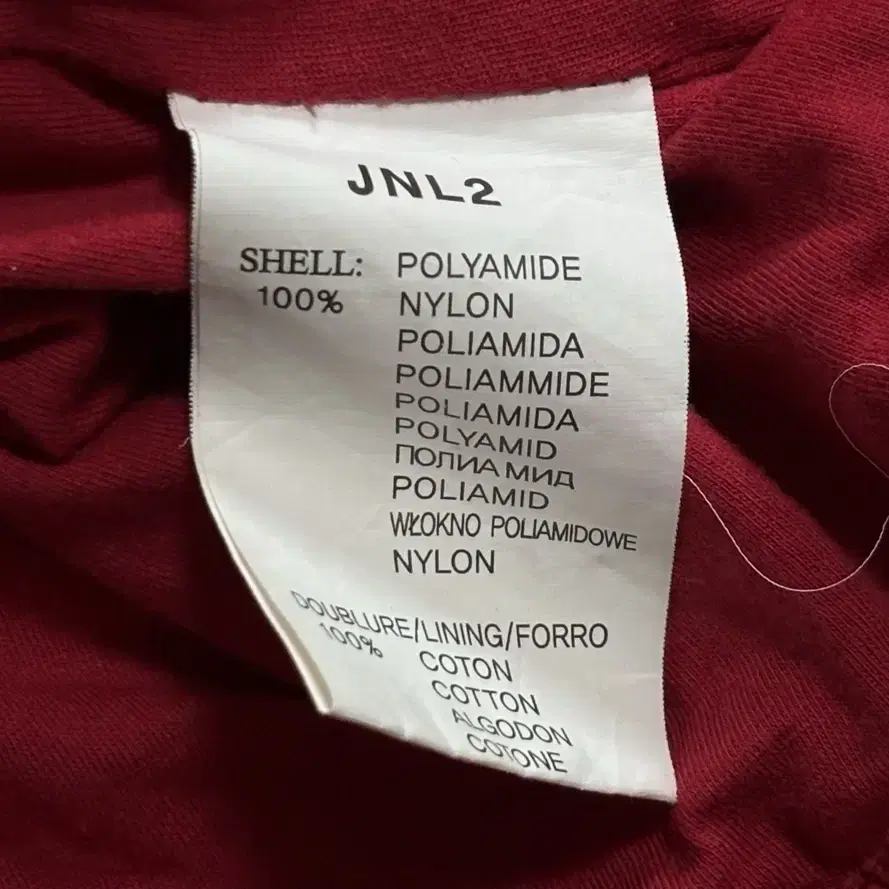 JNL2
SHELL: POLYAMIDE
100% NYLON
POLIAMIDA
POLIAMMIDE
POLIAMIDA
POLYAMID
ПОЛИАМИД
POLIAMID
WŁOKNO POLIAMIDOWE
NYLON
DOUBLURE/LINING/FORRO
100% COTON
COTTON
ALGODON
COTONE